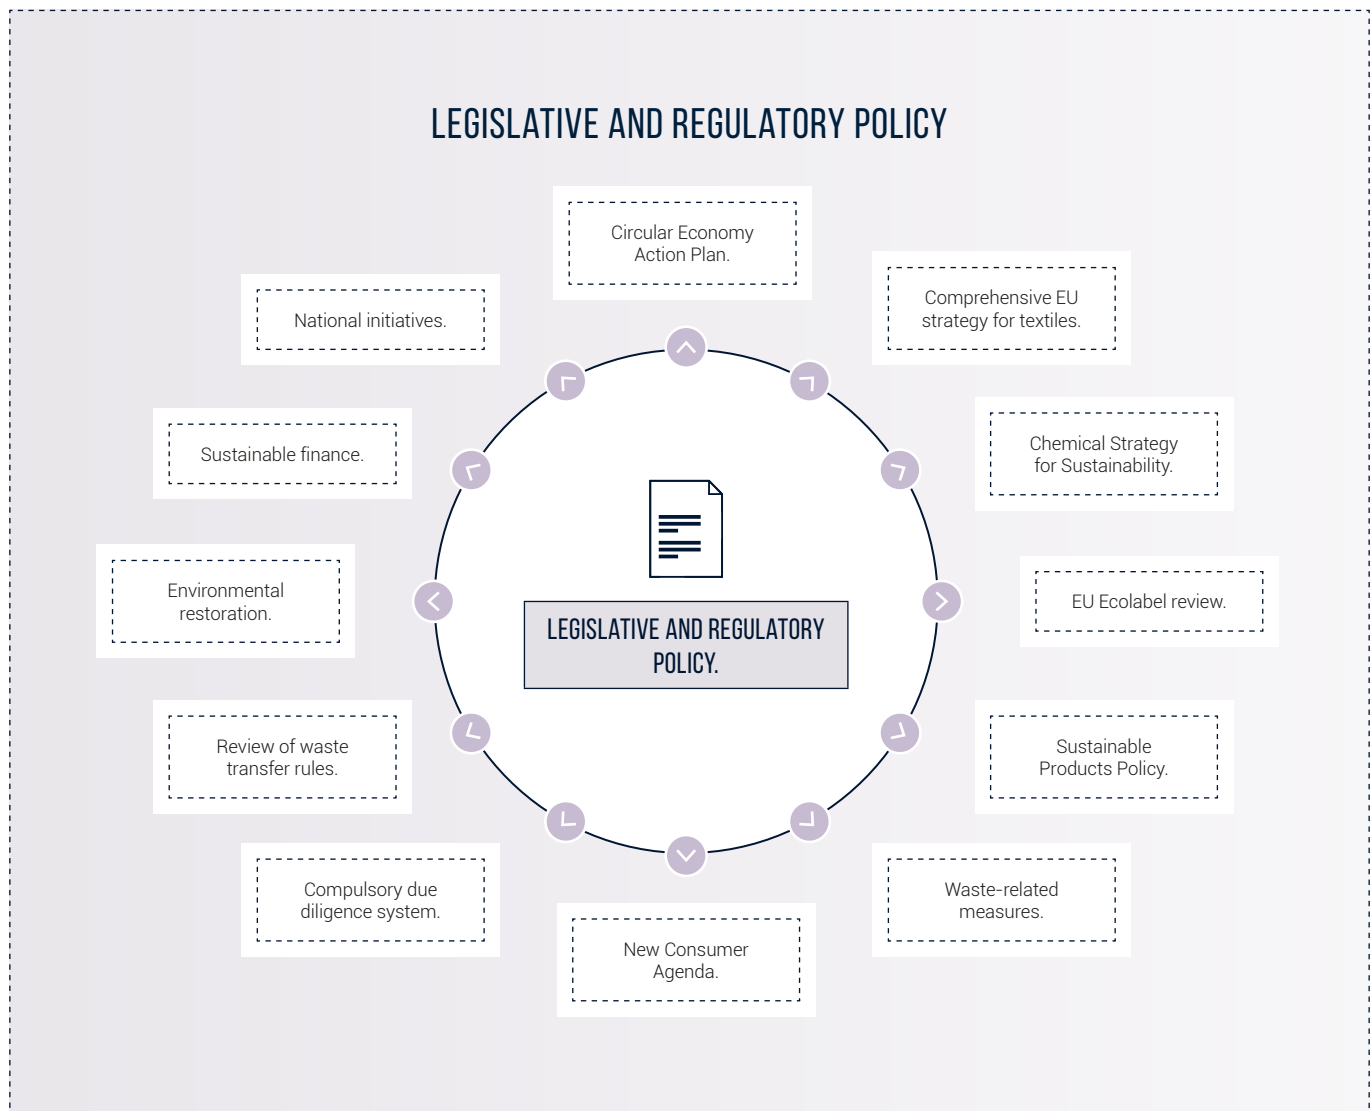 LEGISLATIVE AND REGULATORY POLICY
Circular Economy
Action Plan.
Comprehensive EU
strategy for textiles.
Chemical Strategy
for Sustainability.
EU Ecolabel review.
Sustainable
Products Policy.
Waste-related
measures.
New Consumer
Agenda.
Compulsory due
diligence system.
Review of waste
transfer rules.
Environmental
restoration.
Sustainable finance.
National initiatives.
LEGISLATIVE AND REGULATORY
POLICY.